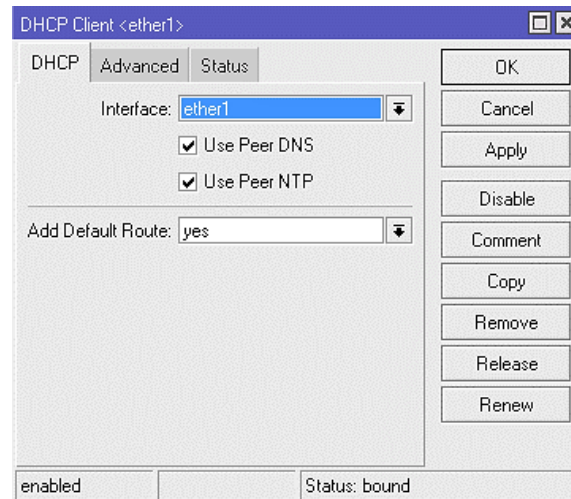 DHCP Client <ether1>
DHCP Advanced Status
Interface: ether1
Use Peer DNS
Use Peer NTP
Add Default Route: yes
OK
Cancel
Apply
Disable
Comment
Copy
Remove
Release
Renew
enabled Status: bound